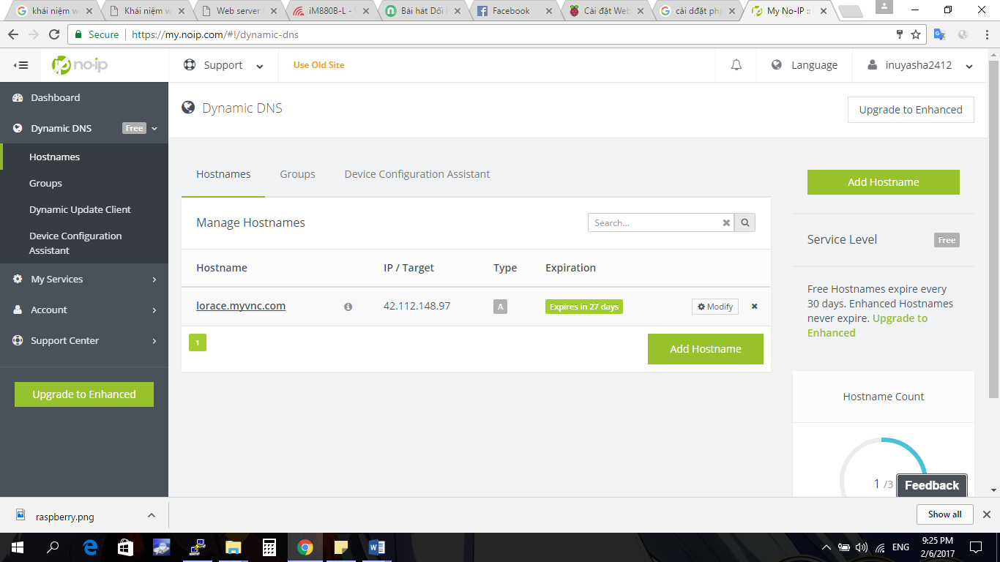 khái niệm w
Khái niệm w
Web server
iM880B-L -
Bài hát Dối
Facebook
Cài đặt Web
cài dđặt php
My No-IP ::
Secure
https://my.noip.com/#!/dynamic-dns
no-ip
Support
Use Old Site
Language
inuyasha2412
Dashboard
Dynamic DNS Free
Hostnames
Groups
Dynamic Update Client
Device Configuration
Assistant
My Services
Account
Support Center
Upgrade to Enhanced
Dynamic DNS
Upgrade to Enhanced
Hostnames Groups Device Configuration Assistant
Manage Hostnames
Search...
Hostname IP / Target Type Expiration
lorace.myvnc.com 42.112.148.97 A Expires in 27 days Modify
1
Add Hostname
Add Hostname
Service Level Free
Free Hostnames expire every
30 days. Enhanced Hostnames
never expire. Upgrade to
Enhanced
Hostname Count
1 /3
Feedback
raspberry.png
Show all
ENG
9:25 PM
2/6/2017